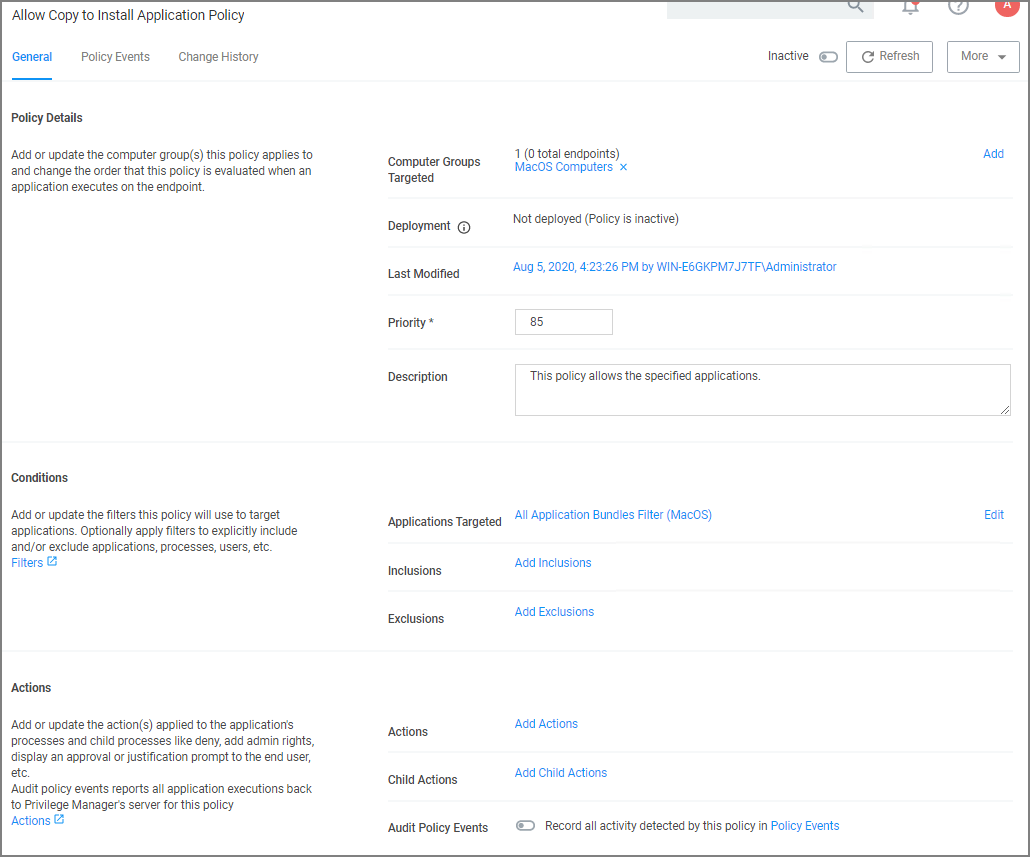 Allow Copy to Install Application Policy
A
General
Policy Events
Change History
Inactive
Refresh
More
Policy Details
Add or update the computer group(s) this policy applies to
and change the order that this policy is evaluated when an
application executes on the endpoint.
Computer Groups
Targeted
1 (0 total endpoints)
MacOS Computers ×
Add
Deployment
Not deployed (Policy is inactive)
Last Modified
Aug 5, 2020, 4:23:26 PM by WIN-E6GKPM7J7TF\Administrator
Priority *
85
Description
This policy allows the specified applications.
Conditions
Add or update the filters this policy will use to target
applications. Optionally apply filters to explicitly include
and/or exclude applications, processes, users, etc.
Filters
Applications Targeted
All Application Bundles Filter (MacOS)
Edit
Inclusions
Add Inclusions
Exclusions
Add Exclusions
Actions
Add or update the action(s) applied to the application's
processes and child processes like deny, add admin rights,
display an approval or justification prompt to the end user,
etc.
Audit policy events reports all application executions back
to Privilege Manager's server for this policy
Actions
Actions
Add Actions
Child Actions
Add Child Actions
Audit Policy Events
Record all activity detected by this policy in Policy Events